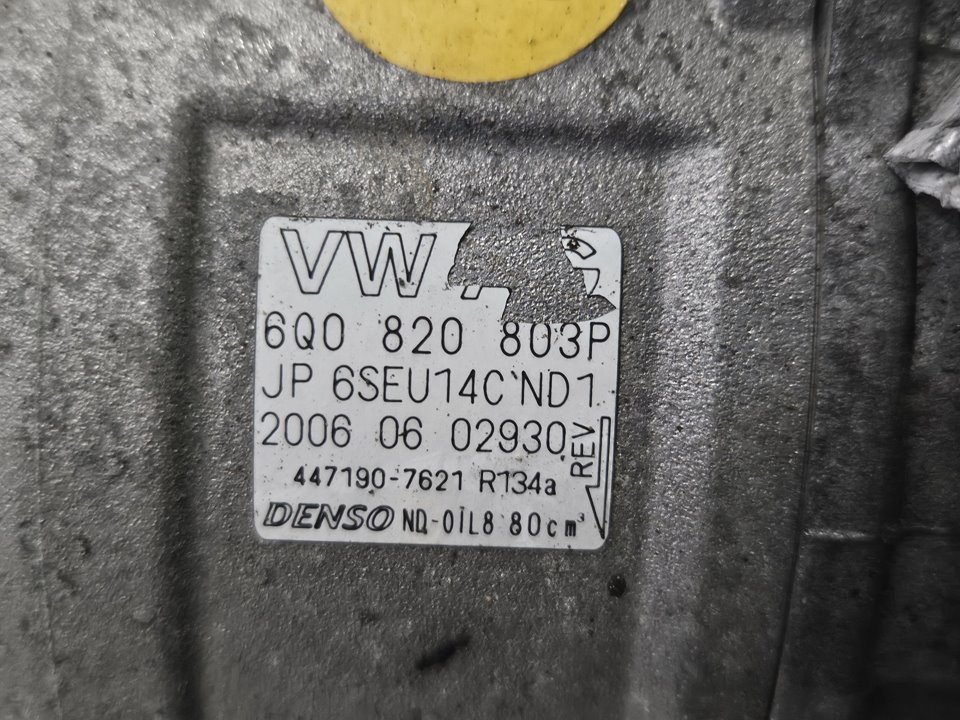 VW
6Q0 820 803P
JP 6SEU14C ND1
2006 06 02930
REV
447190-7621 R134a
DENSO ND-OIL8 80cm³